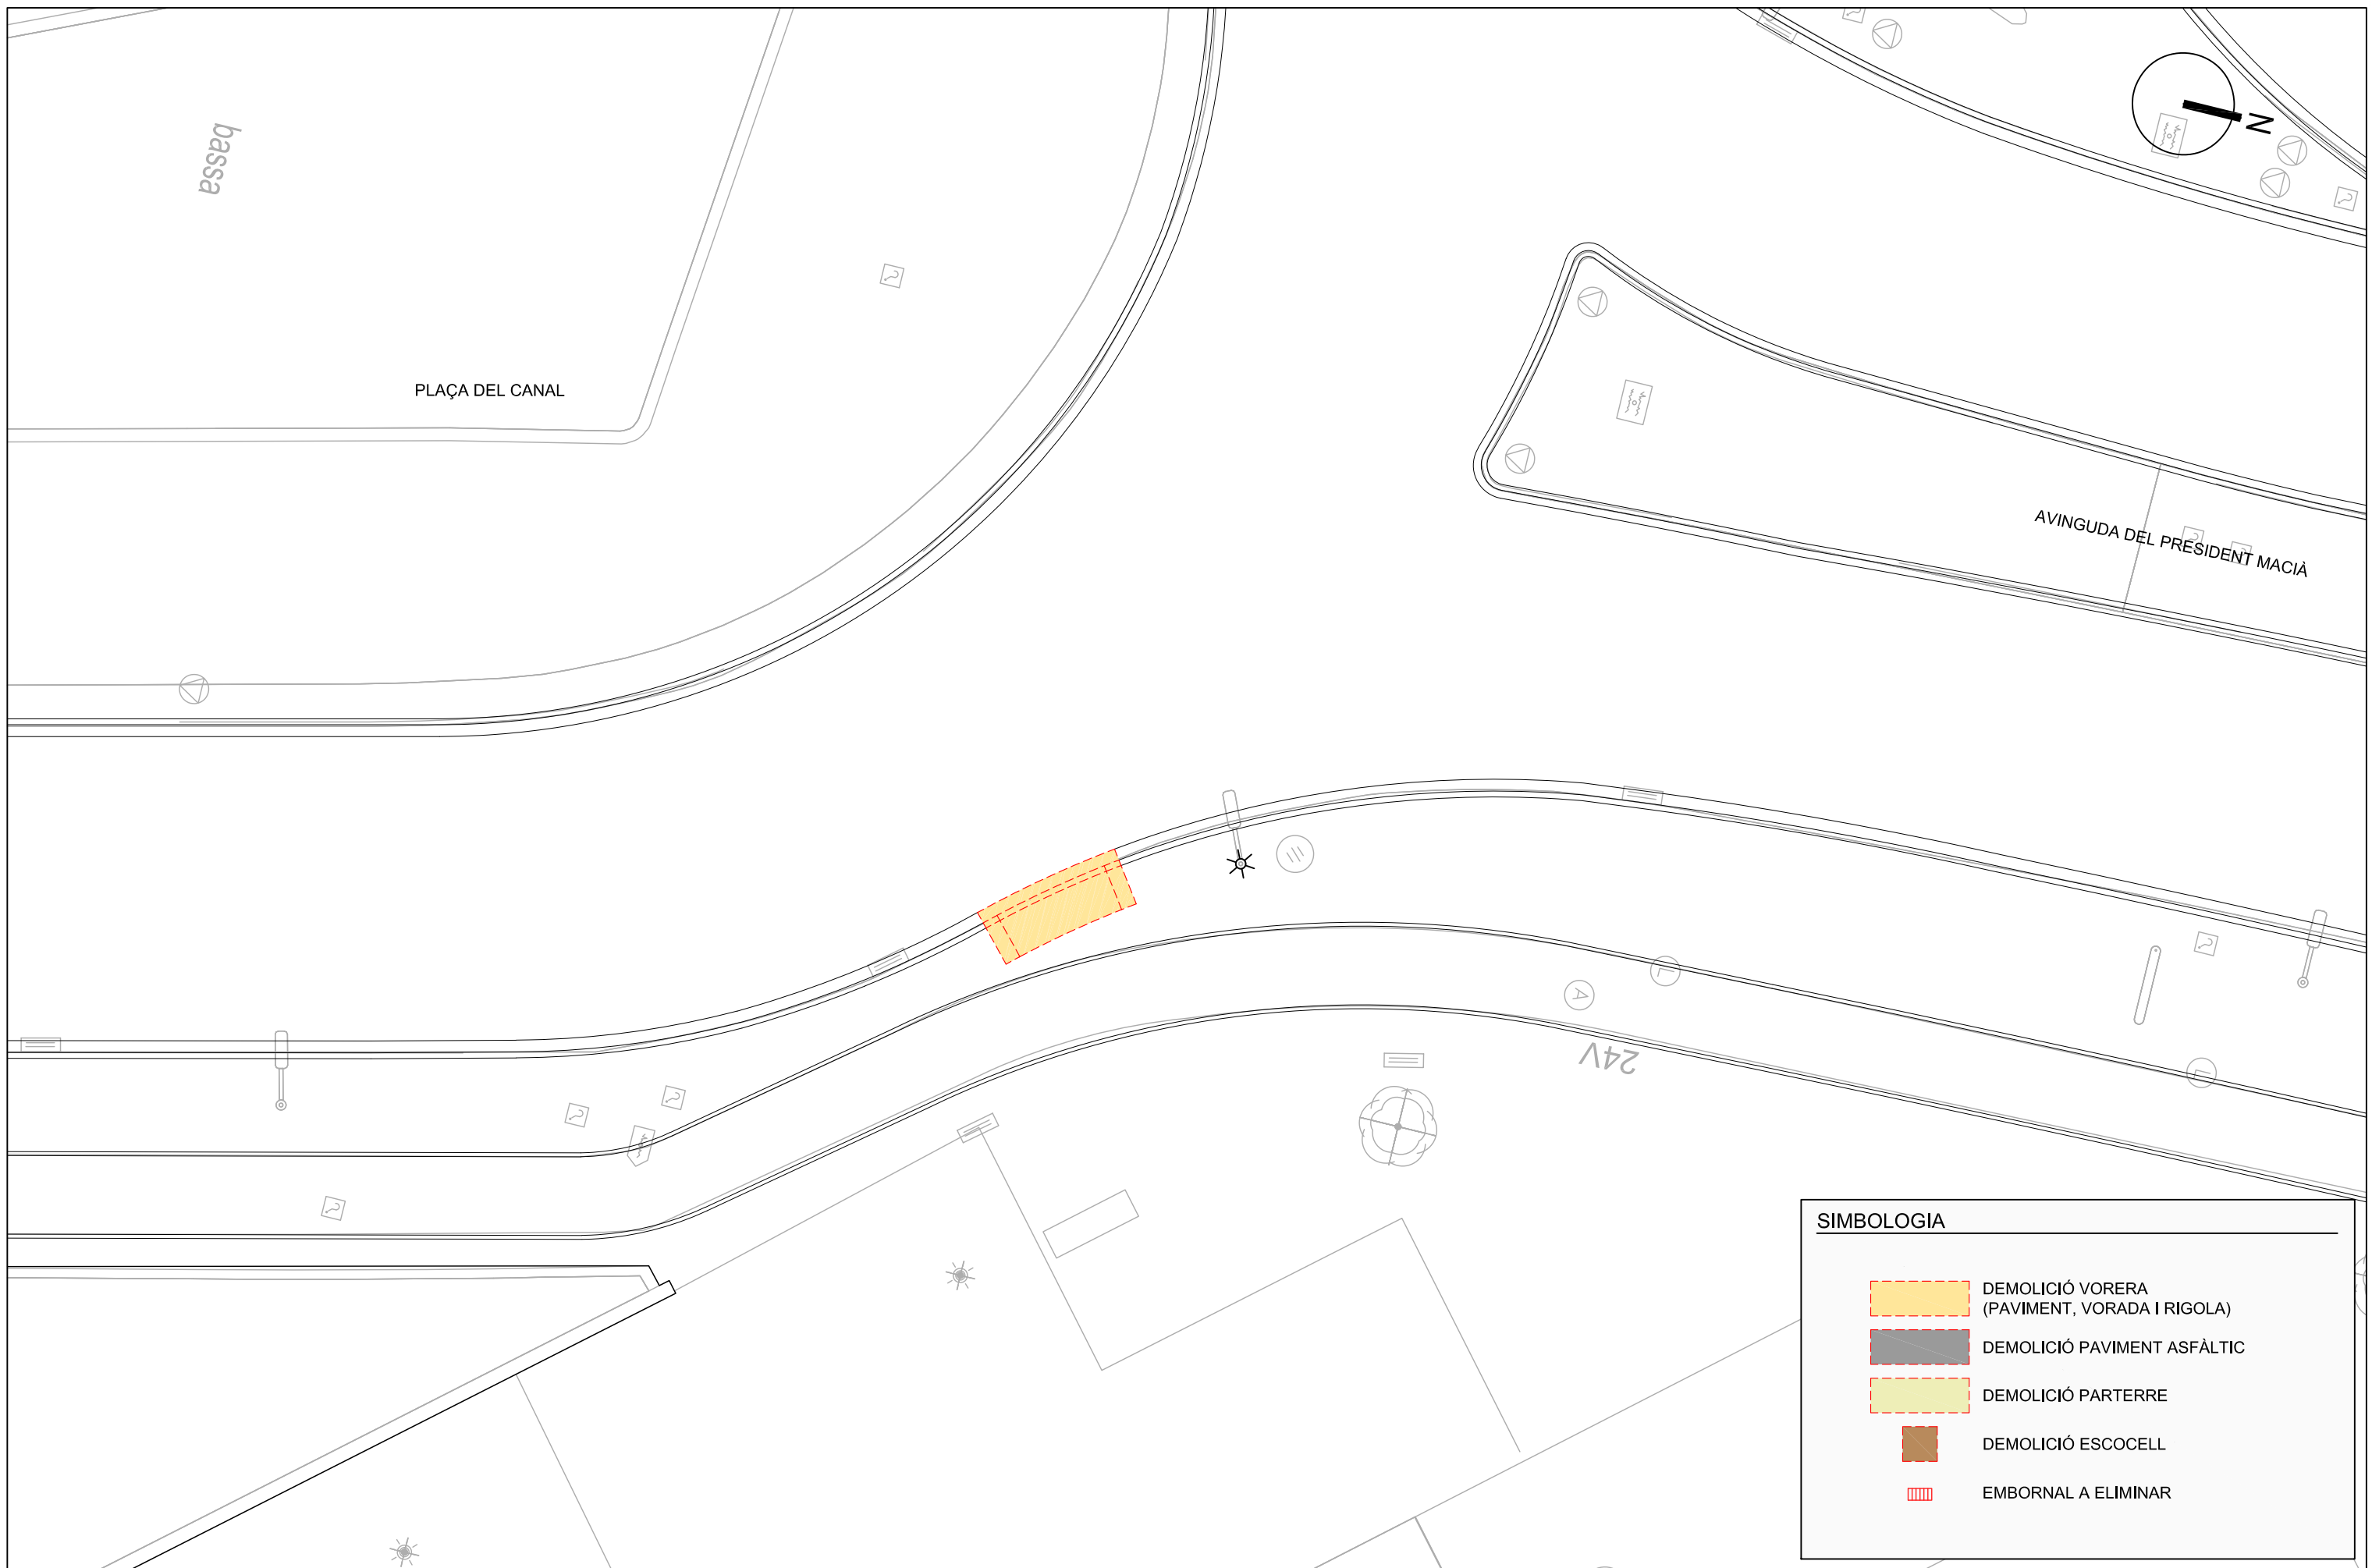 bassa
N
PLAÇA DEL CANAL
AVINGUDA DEL PRESIDENT MACIÀ
L
A
24V
L
SIMBOLOGIA
DEMOLICIÓ VORERA
(PAVIMENT, VORADA I RIGOLA)
DEMOLICIÓ PAVIMENT ASFÀLTIC
DEMOLICIÓ PARTERRE
DEMOLICIÓ ESCOCELL
EMBORNAL A ELIMINAR